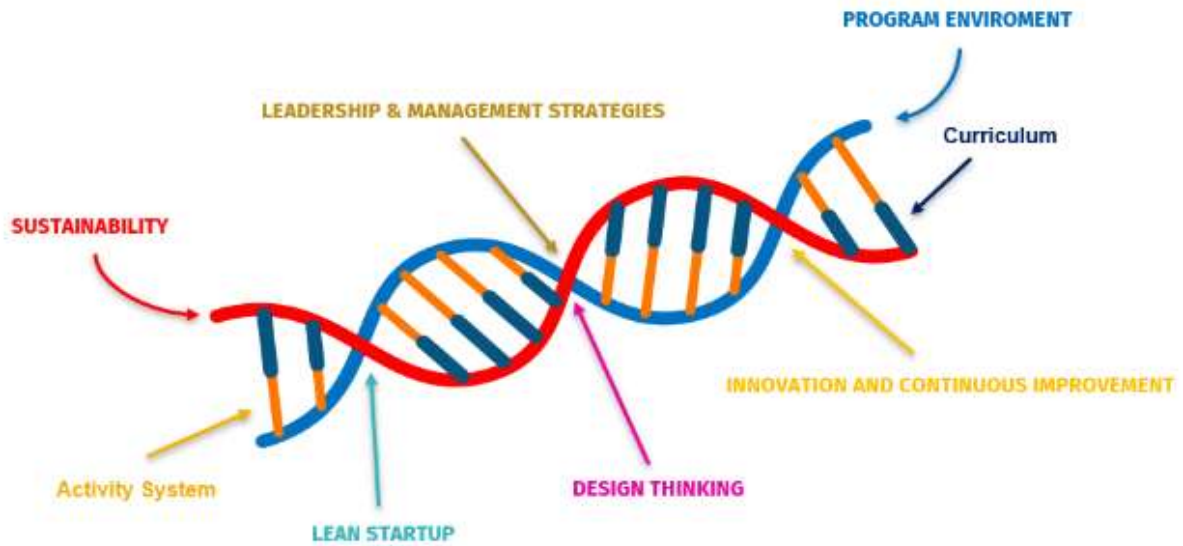 PROGRAM ENVIROMENT
LEADERSHIP & MANAGEMENT STRATEGIES
Curriculum
SUSTAINABILITY
INNOVATION AND CONTINUOUS IMPROVEMENT
Activity System
DESIGN THINKING
LEAN STARTUP